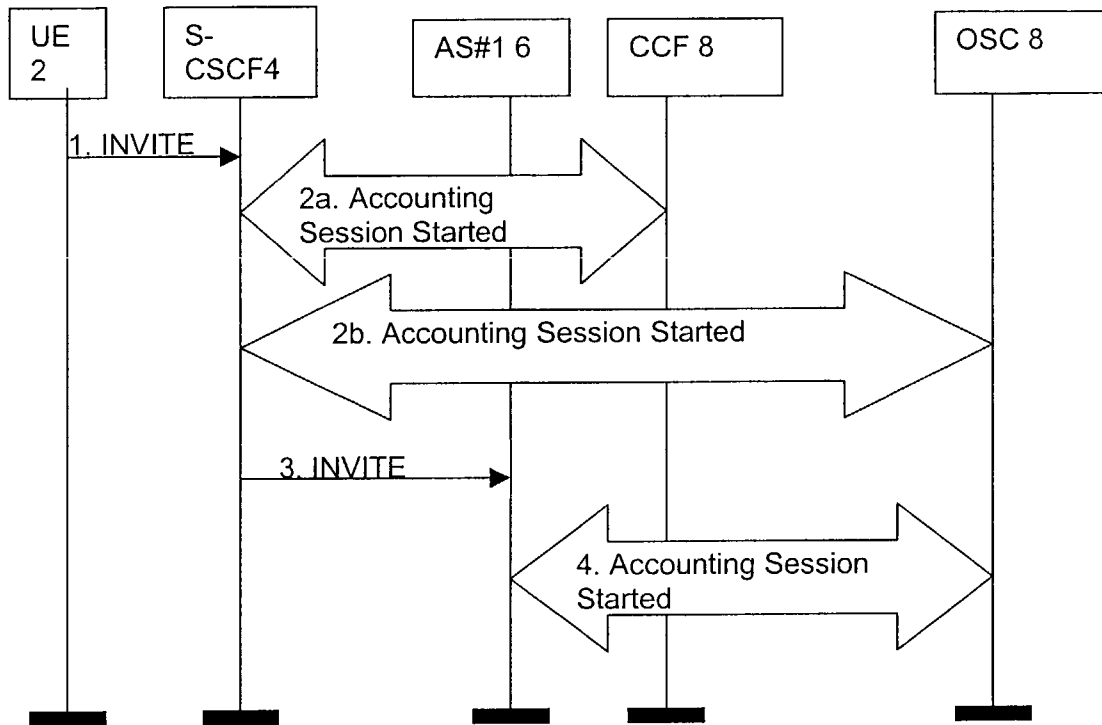 UE
2
S-
CSCF4
AS#1 6
CCF 8
OSC 8
1. INVITE
2a. Accounting
Session Started
2b. Accounting Session Started
3. INVITE
4. Accounting Session
Started